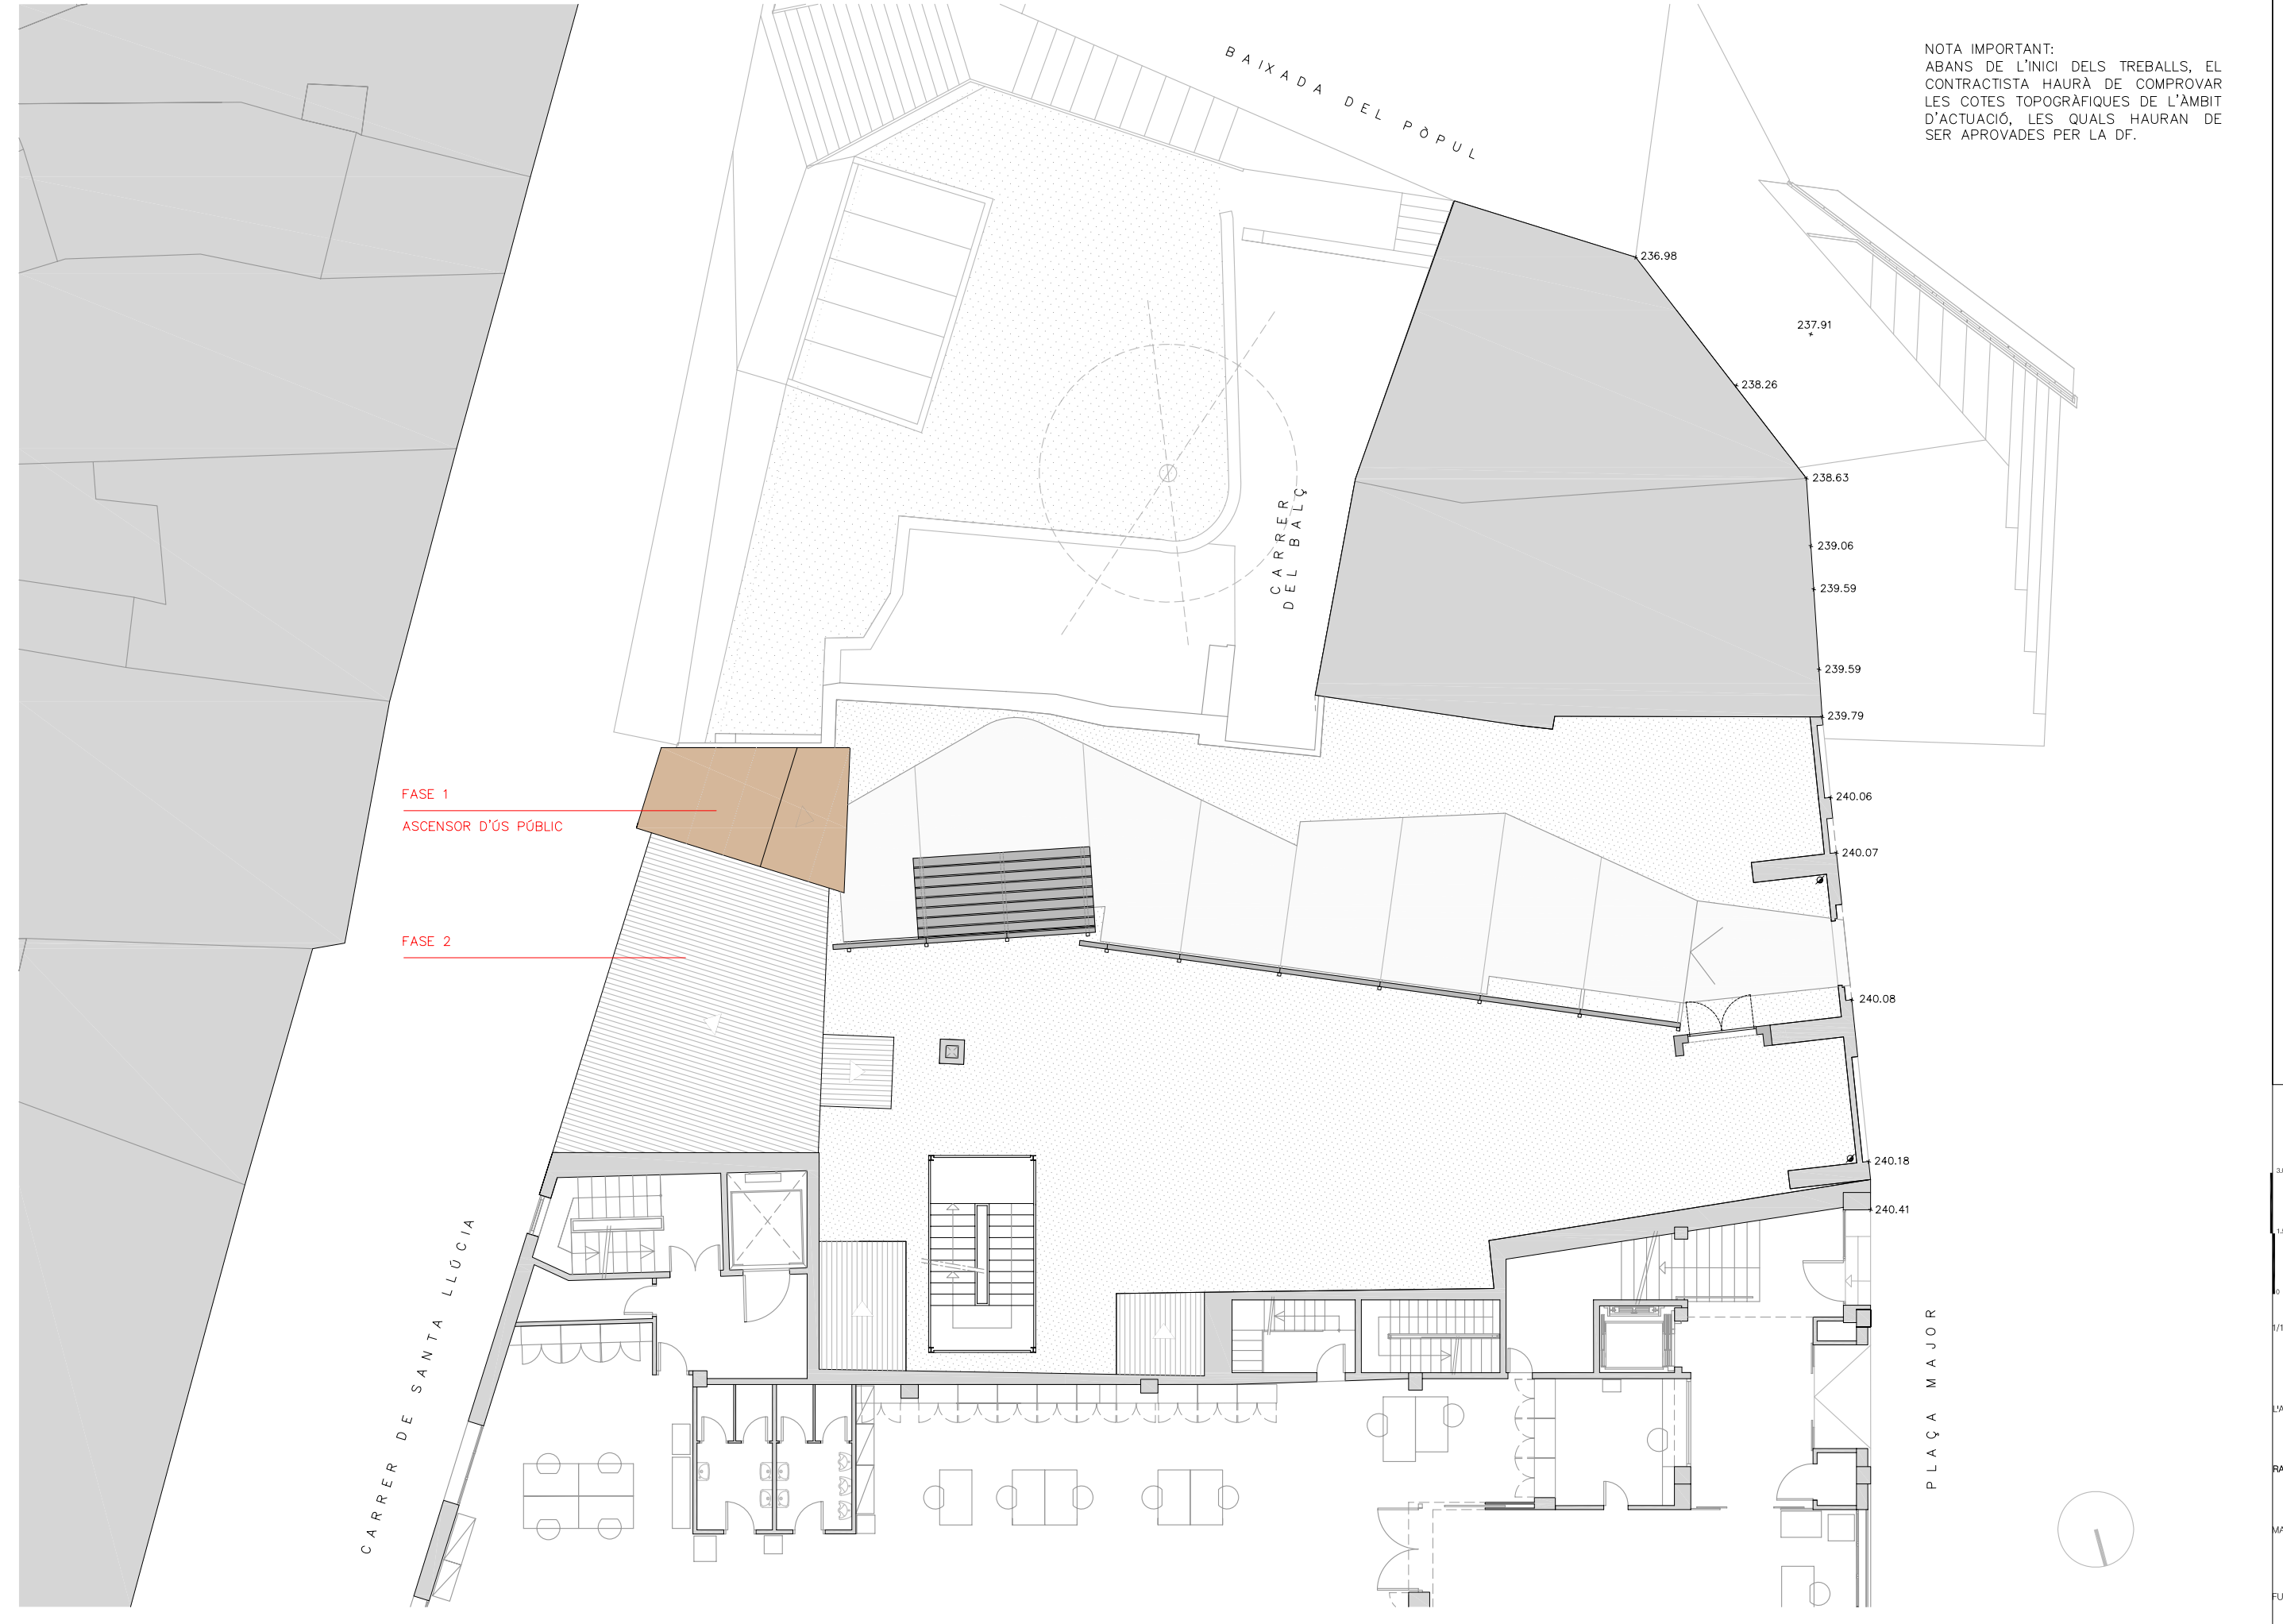 NOTA IMPORTANT:
ABANS DE L'INICI DELS TREBALLS, EL
CONTRACTISTA HAURÀ DE COMPROVAR
LES COTES TOPOGRÀFIQUES DE L'ÀMBIT
D'ACTUACIÓ, LES QUALS HAURAN DE
SER APROVADES PER LA DF.
BAIXADA DEL PÒPUL
236.98
237.91
238.26
238.63
CARRER
DEL BALÇ
239.06
239.59
239.59
239.79
FASE 1
ASCENSOR D'ÚS PÚBLIC
240.06
240.07
FASE 2
240.08
240.18
240.41
CARRER DE SANTA LLÚCIA
PLAÇA MAJOR
0